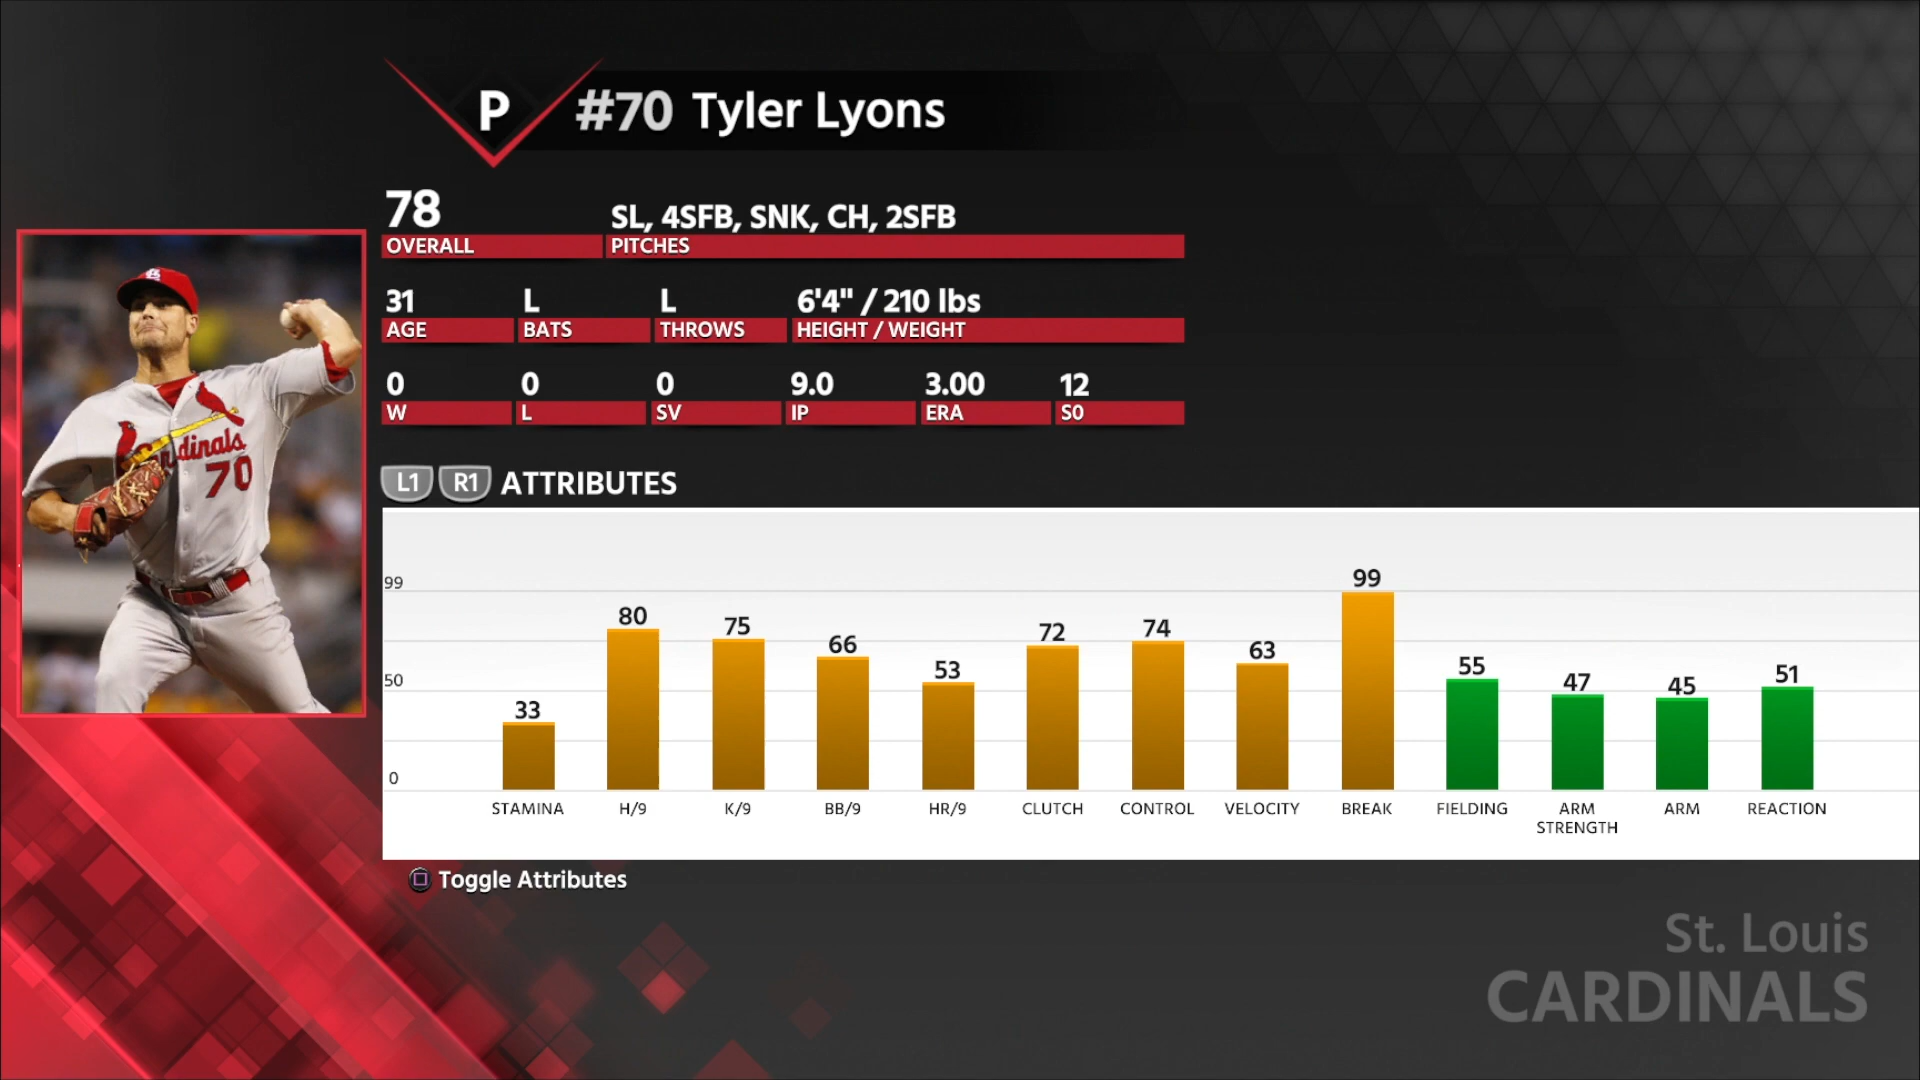 P #70 Tyler Lyons
78 SL, 4SFB, SNK, CH, 2SFB
OVERALL PITCHES
31 L L 6'4" / 210 lbs
AGE BATS THROWS HEIGHT / WEIGHT
0 0 0 9.0 3.00 12
W L SV IP ERA SO
L1 R1 ATTRIBUTES
99
50
0
33 80 75 66 53 72 74 63 99 55 47 45 51
STAMINA H/9 K/9 BB/9 HR/9 CLUTCH CONTROL VELOCITY BREAK FIELDING ARM STRENGTH ARM REACTION
Toggle Attributes
St. Louis
CARDINALS
dinals
70